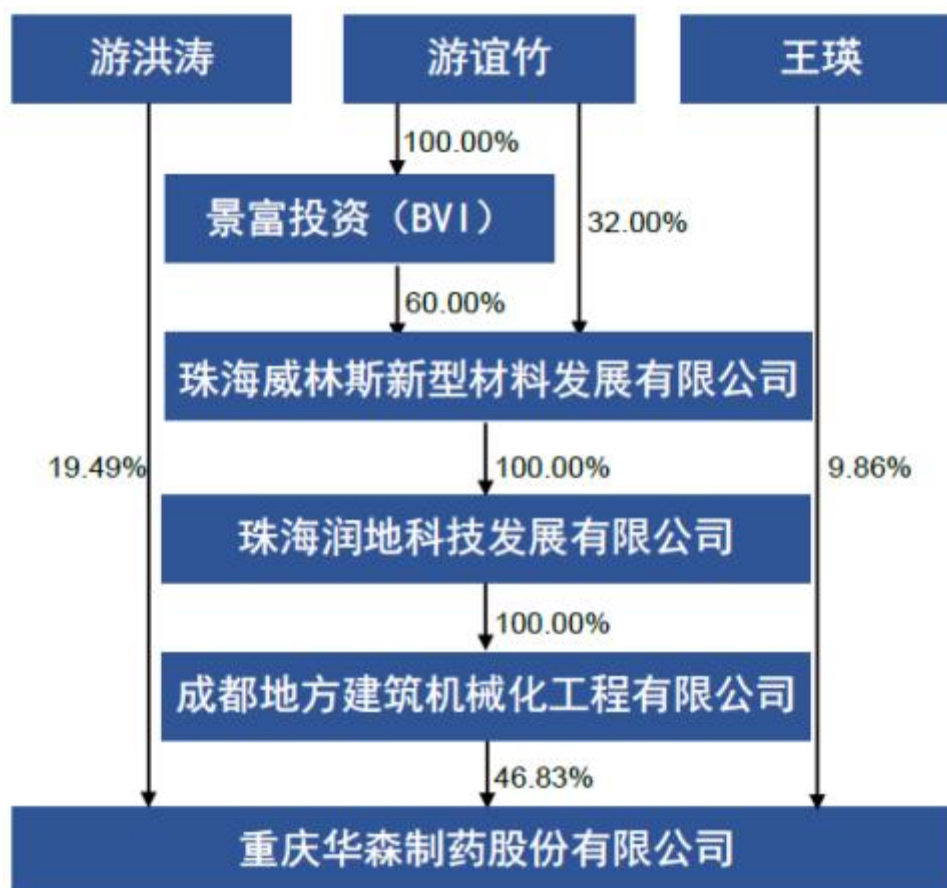 游洪涛
游谊竹
王瑛
100.00%
景富投资（BVI）
32.00%
60.00%
珠海威林斯新型材料发展有限公司
19.49%
100.00%
9.86%
珠海润地科技发展有限公司
100.00%
成都地方建筑机械化工程有限公司
46.83%
重庆华森制药股份有限公司